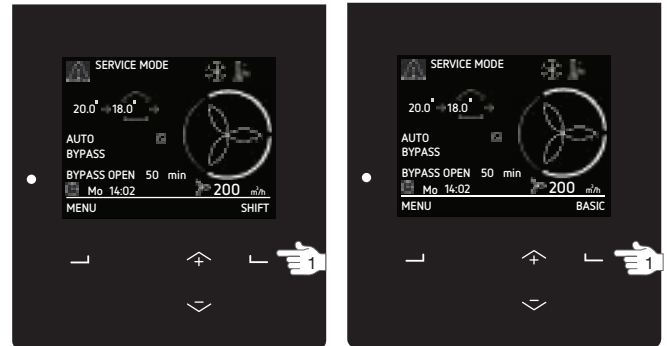 SERVICE MODE
20.0° 18.0°
AUTO
BYPASS
BYPASS OPEN 50 min
Mo 14:02 200 m³/h
MENU SHIFT
1
SERVICE MODE
20.0° 18.0°
AUTO
BYPASS
BYPASS OPEN 50 min
Mo 14:02 200 m³/h
MENU BASIC
1